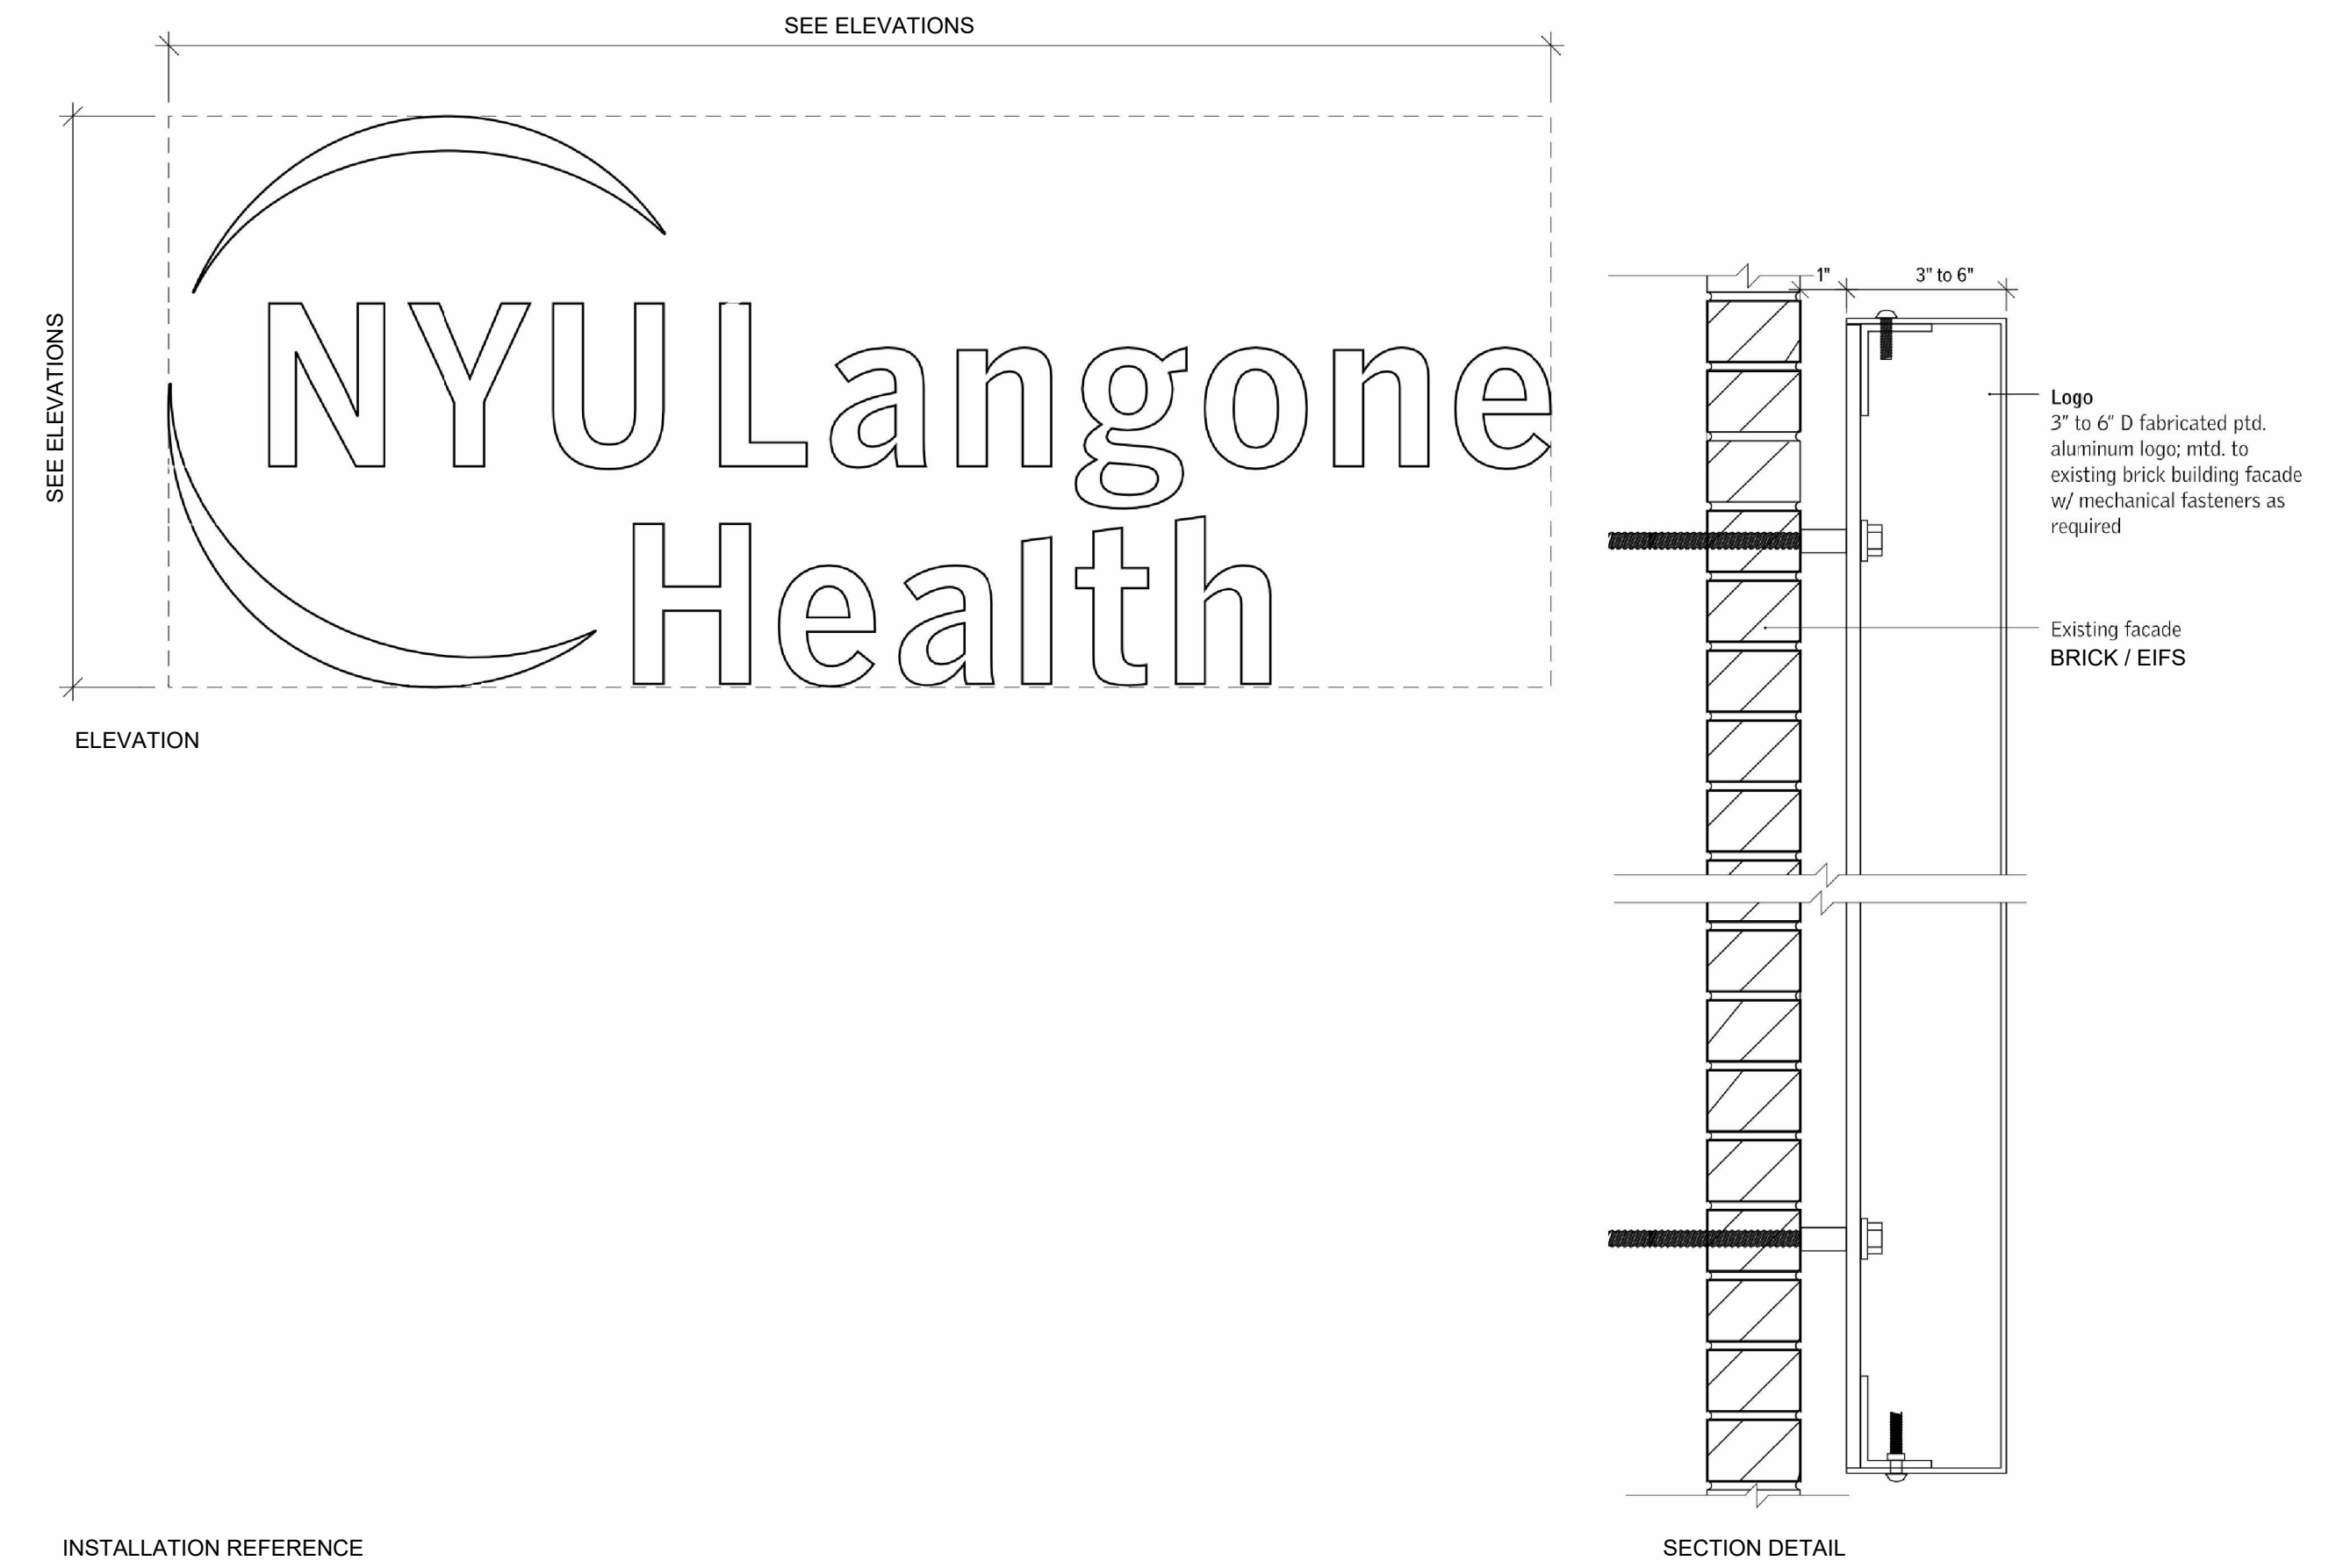 SEE ELEVATIONS
SEE ELEVATIONS
NYU Langone
Health
ELEVATION
1" 3" to 6"
Logo
3" to 6" D fabricated ptd.
aluminum logo; mtd. to
existing brick building facade
w/ mechanical fasteners as
required
Existing facade
BRICK / EIFS
INSTALLATION REFERENCE
SECTION DETAIL